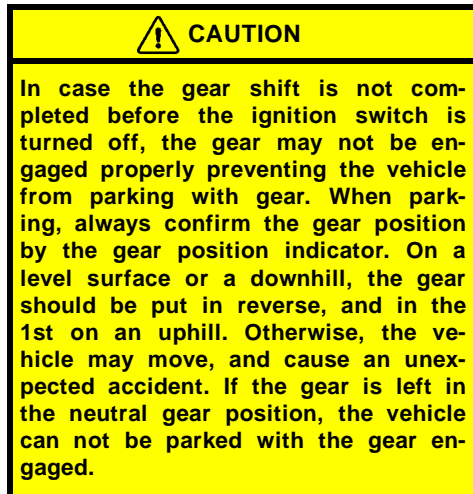 CAUTION
In case the gear shift is not com-
pleted before the ignition switch is
turned off, the gear may not be en-
gaged properly preventing the vehicle
from parking with gear. When park-
ing, always confirm the gear position
by the gear position indicator. On a
level surface or a downhill, the gear
should be put in reverse, and in the
1st on an uphill. Otherwise, the ve-
hicle may move, and cause an unex-
pected accident. If the gear is left in
the neutral gear position, the vehicle
can not be parked with the gear en-
gaged.